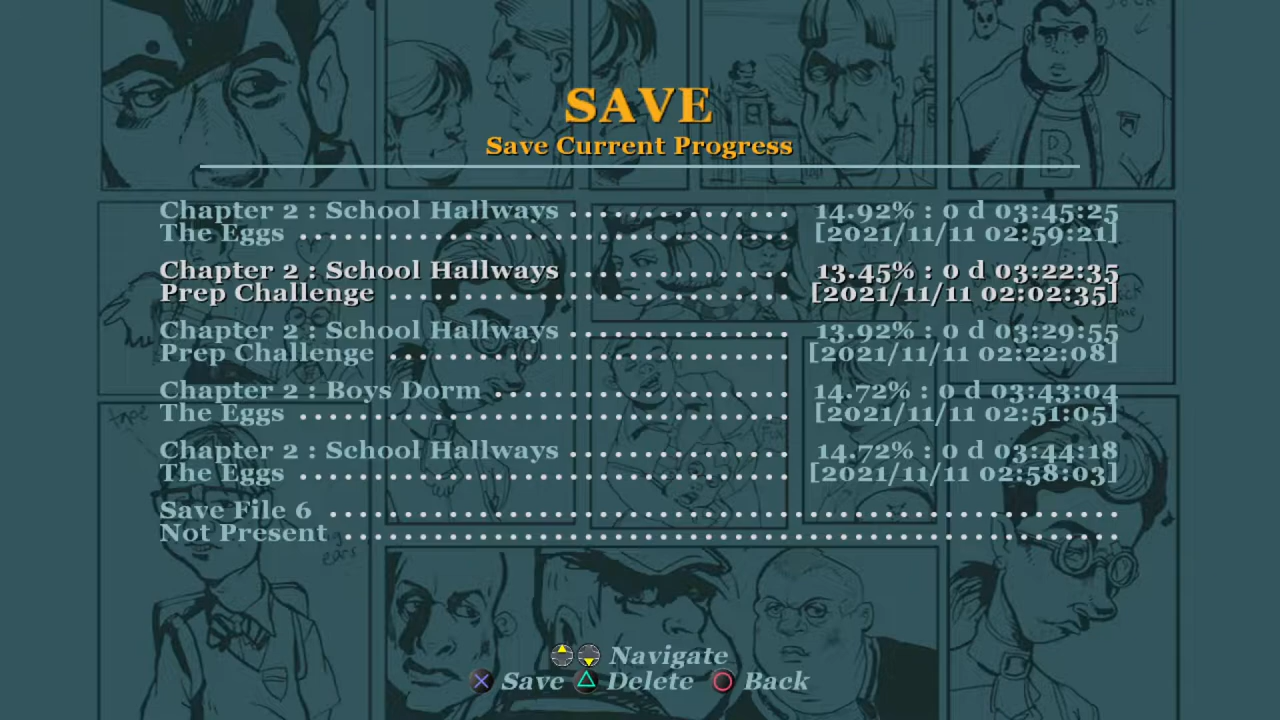 SAVE
Save Current Progress
Chapter 2 : School Hallways .............. 14.92% : 0 d 03:45:25
The Eggs ................................. [2021/11/11 02:59:21]
Chapter 2 : School Hallways .............. 13.45% : 0 d 03:22:35
Prep Challenge ........................... [2021/11/11 02:02:35]
Chapter 2 : School Hallways .............. 13.92% : 0 d 03:29:55
Prep Challenge ........................... [2021/11/11 02:22:08]
Chapter 2 : Boys Dorm .................... 14.72% : 0 d 03:43:04
The Eggs ................................. [2021/11/11 02:51:05]
Chapter 2 : School Hallways .............. 14.72% : 0 d 03:44:18
The Eggs ................................. [2021/11/11 02:58:03]
Save File 6 .....................................................
Not Present ....................................................
tape
ears
B
Navigate
Save Delete Back